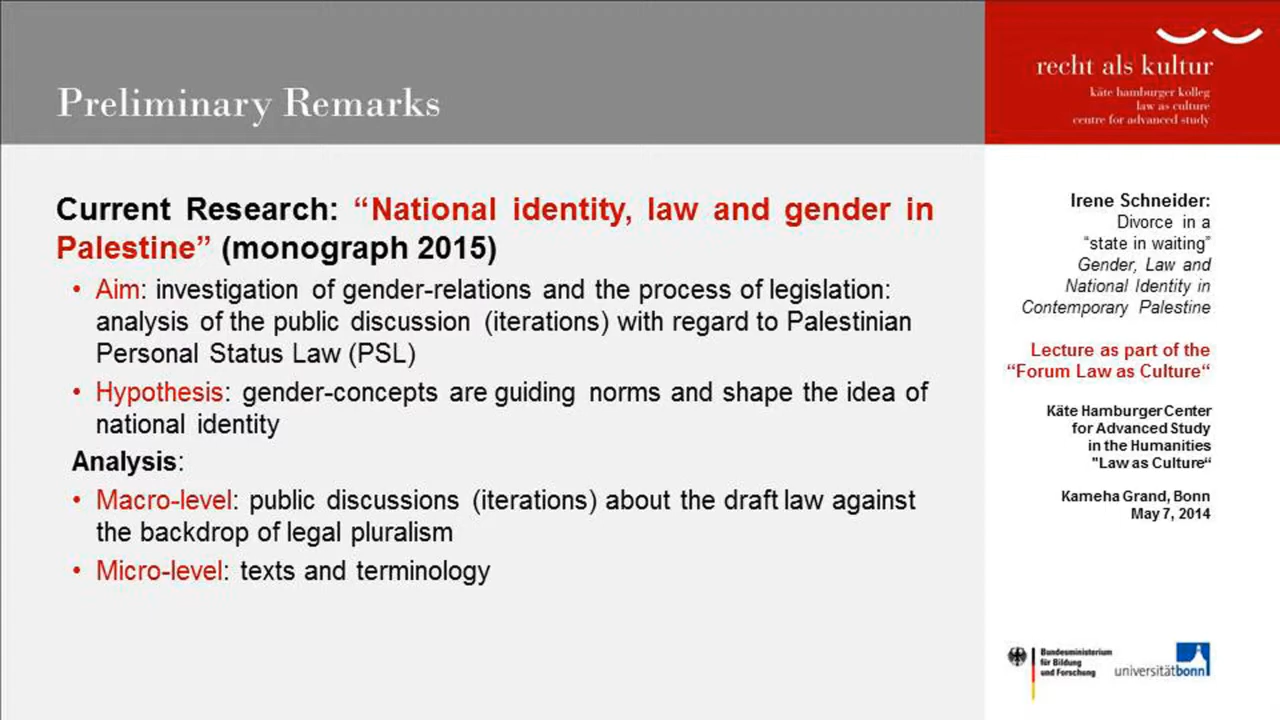 Preliminary Remarks
Current Research: “National identity, law and gender in
Palestine” (monograph 2015)
• Aim: investigation of gender-relations and the process of legislation:
analysis of the public discussion (iterations) with regard to Palestinian
Personal Status Law (PSL)
• Hypothesis: gender-concepts are guiding norms and shape the idea of
national identity
Analysis:
• Macro-level: public discussions (iterations) about the draft law against
the backdrop of legal pluralism
• Micro-level: texts and terminology
recht als kultur
käte hamburger kolleg
law as culture
centre for advanced study
Irene Schneider:
Divorce in a
“state in waiting”
Gender, Law and
National Identity in
Contemporary Palestine
Lecture as part of the
“Forum Law as Culture“
Käte Hamburger Center
for Advanced Study
in the Humanities
"Law as Culture“
Kameha Grand, Bonn
May 7, 2014
Bundesministerium
für Bildung
und Forschung
universitätbonn